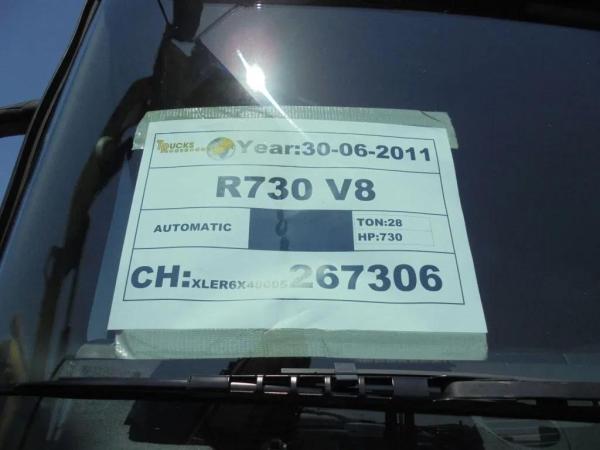 TRUCKS
Year:30-06-2011
R730 V8
AUTOMATIC
TON:28
HP:730
CH:XLER6X40005267306